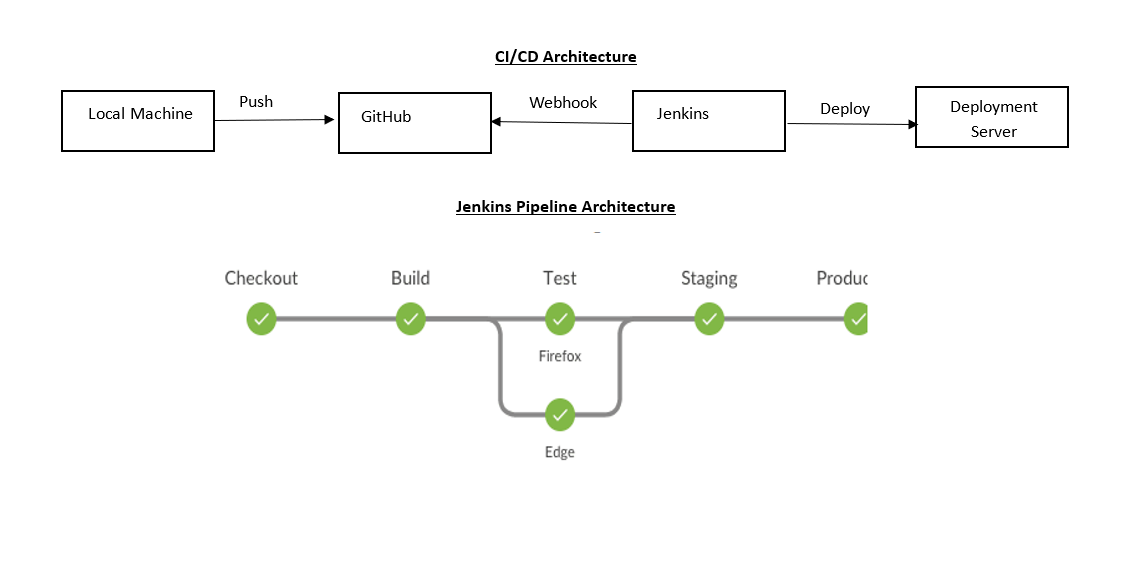 CI/CD Architecture
Local Machine
Push
GitHub
Webhook
Jenkins
Deploy
Deployment
Server
Jenkins Pipeline Architecture
Checkout
Build
Test
Staging
Produc
Firefox
Edge